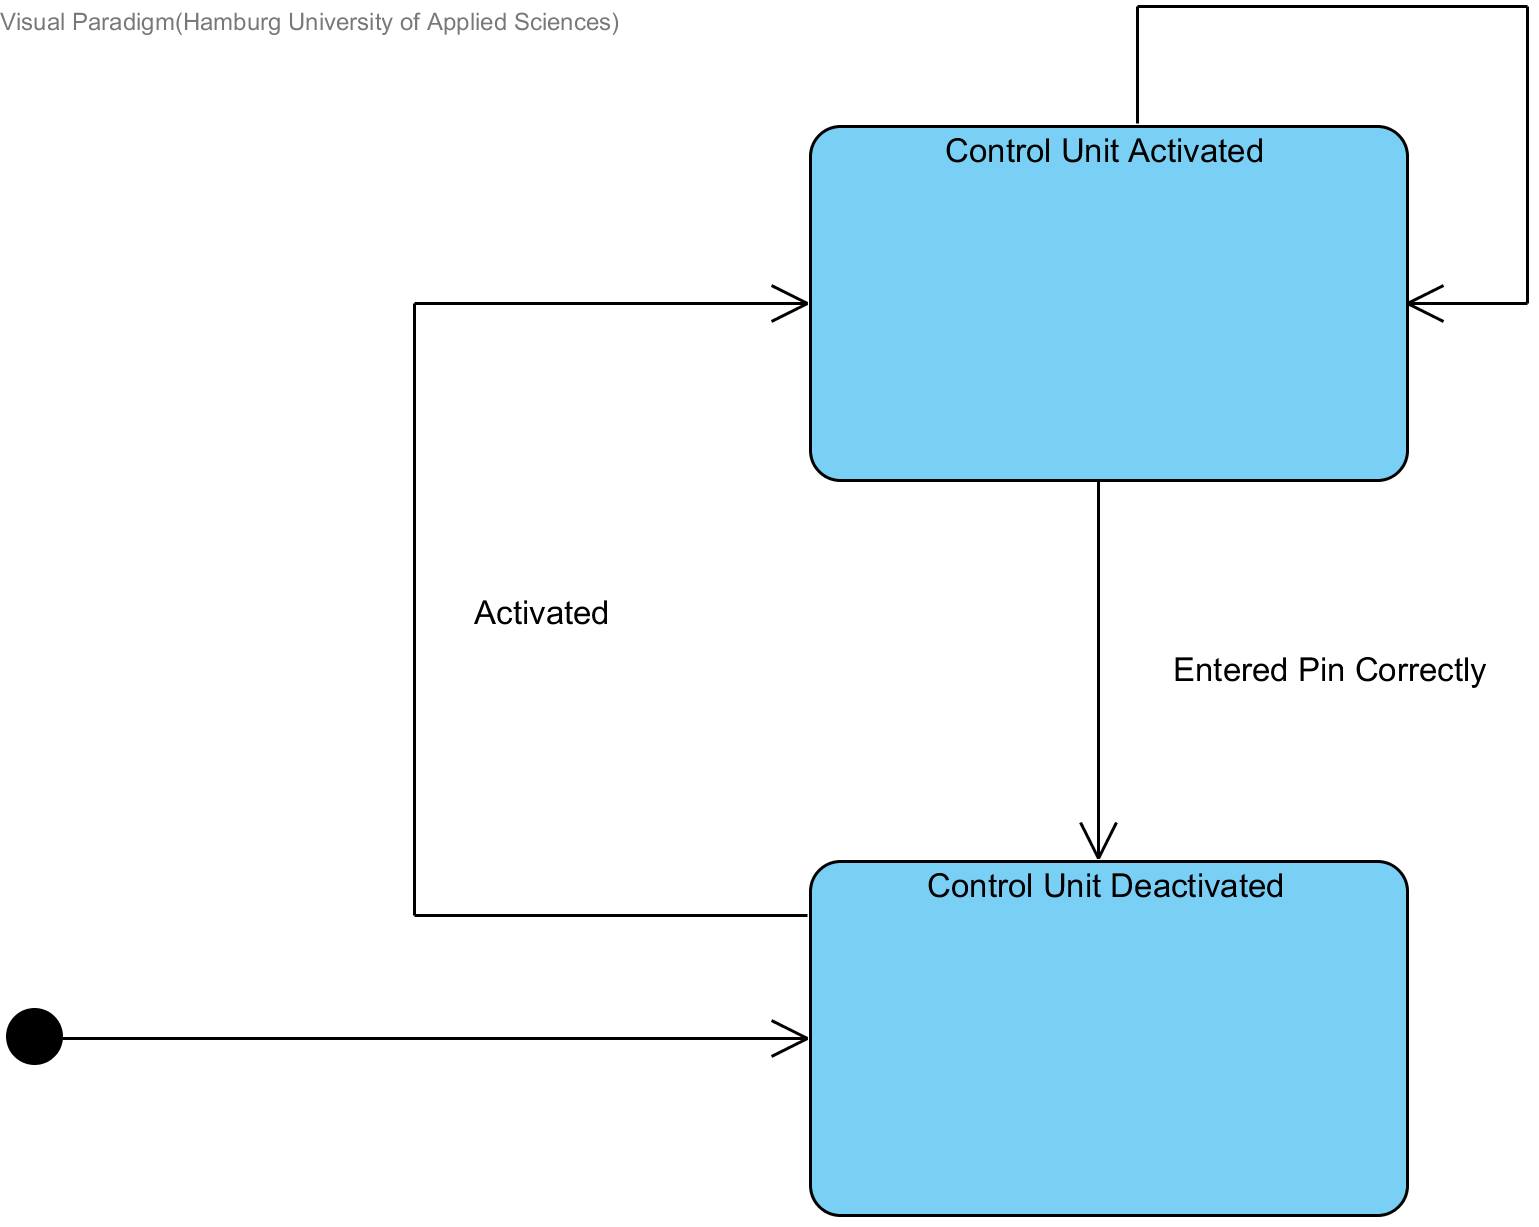 Visual Paradigm(Hamburg University of Applied Sciences)
Control Unit Activated
Activated
Entered Pin Correctly
Control Unit Deactivated